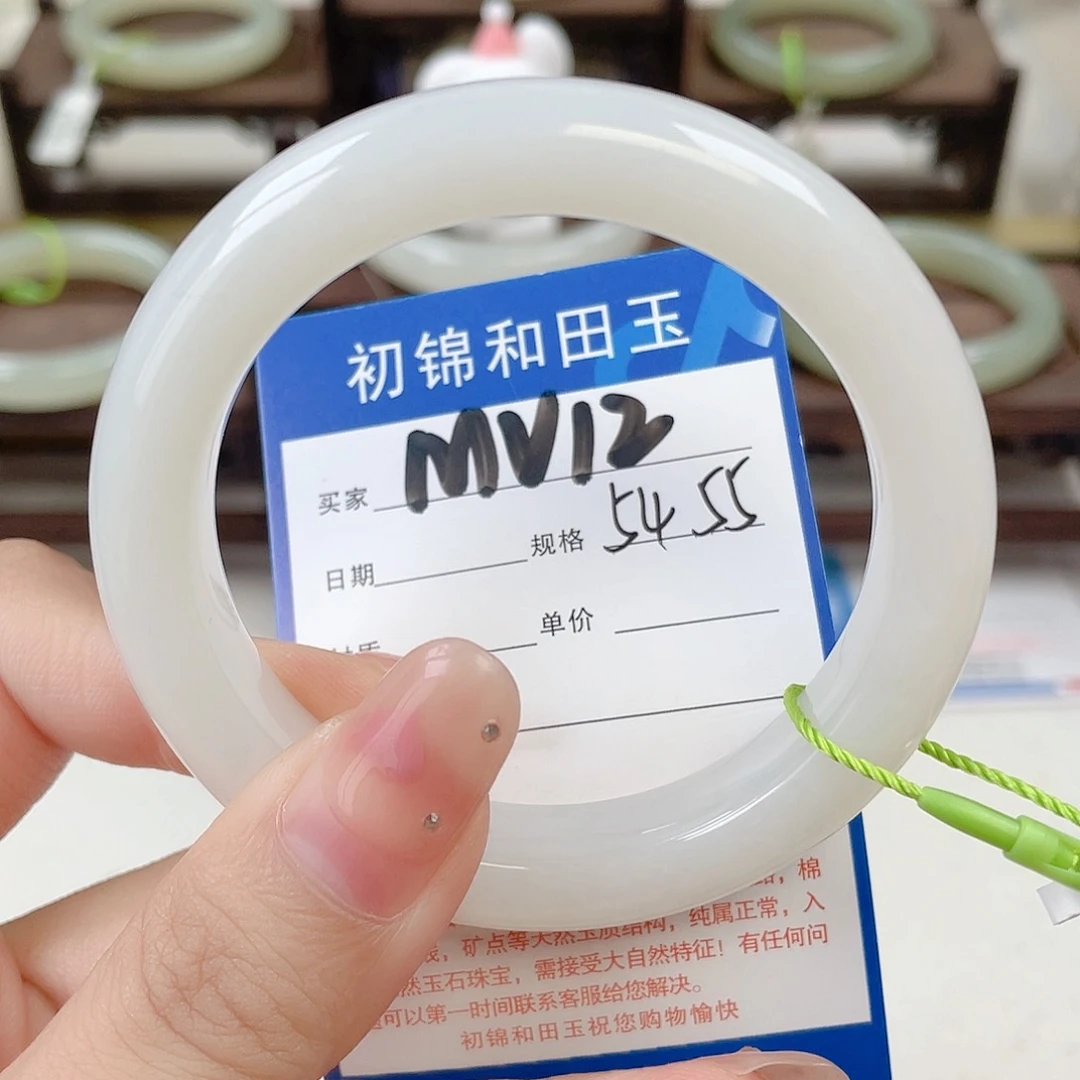 初锦和田玉
买家 MV12
日期 规格 54 55
单价
棉
,矿点等天然玉质结构,纯属正常,入
然玉石珠宝,需接受大自然特征!有任何问
可以第一时间联系客服给您解决。
初锦和田玉祝您购物愉快